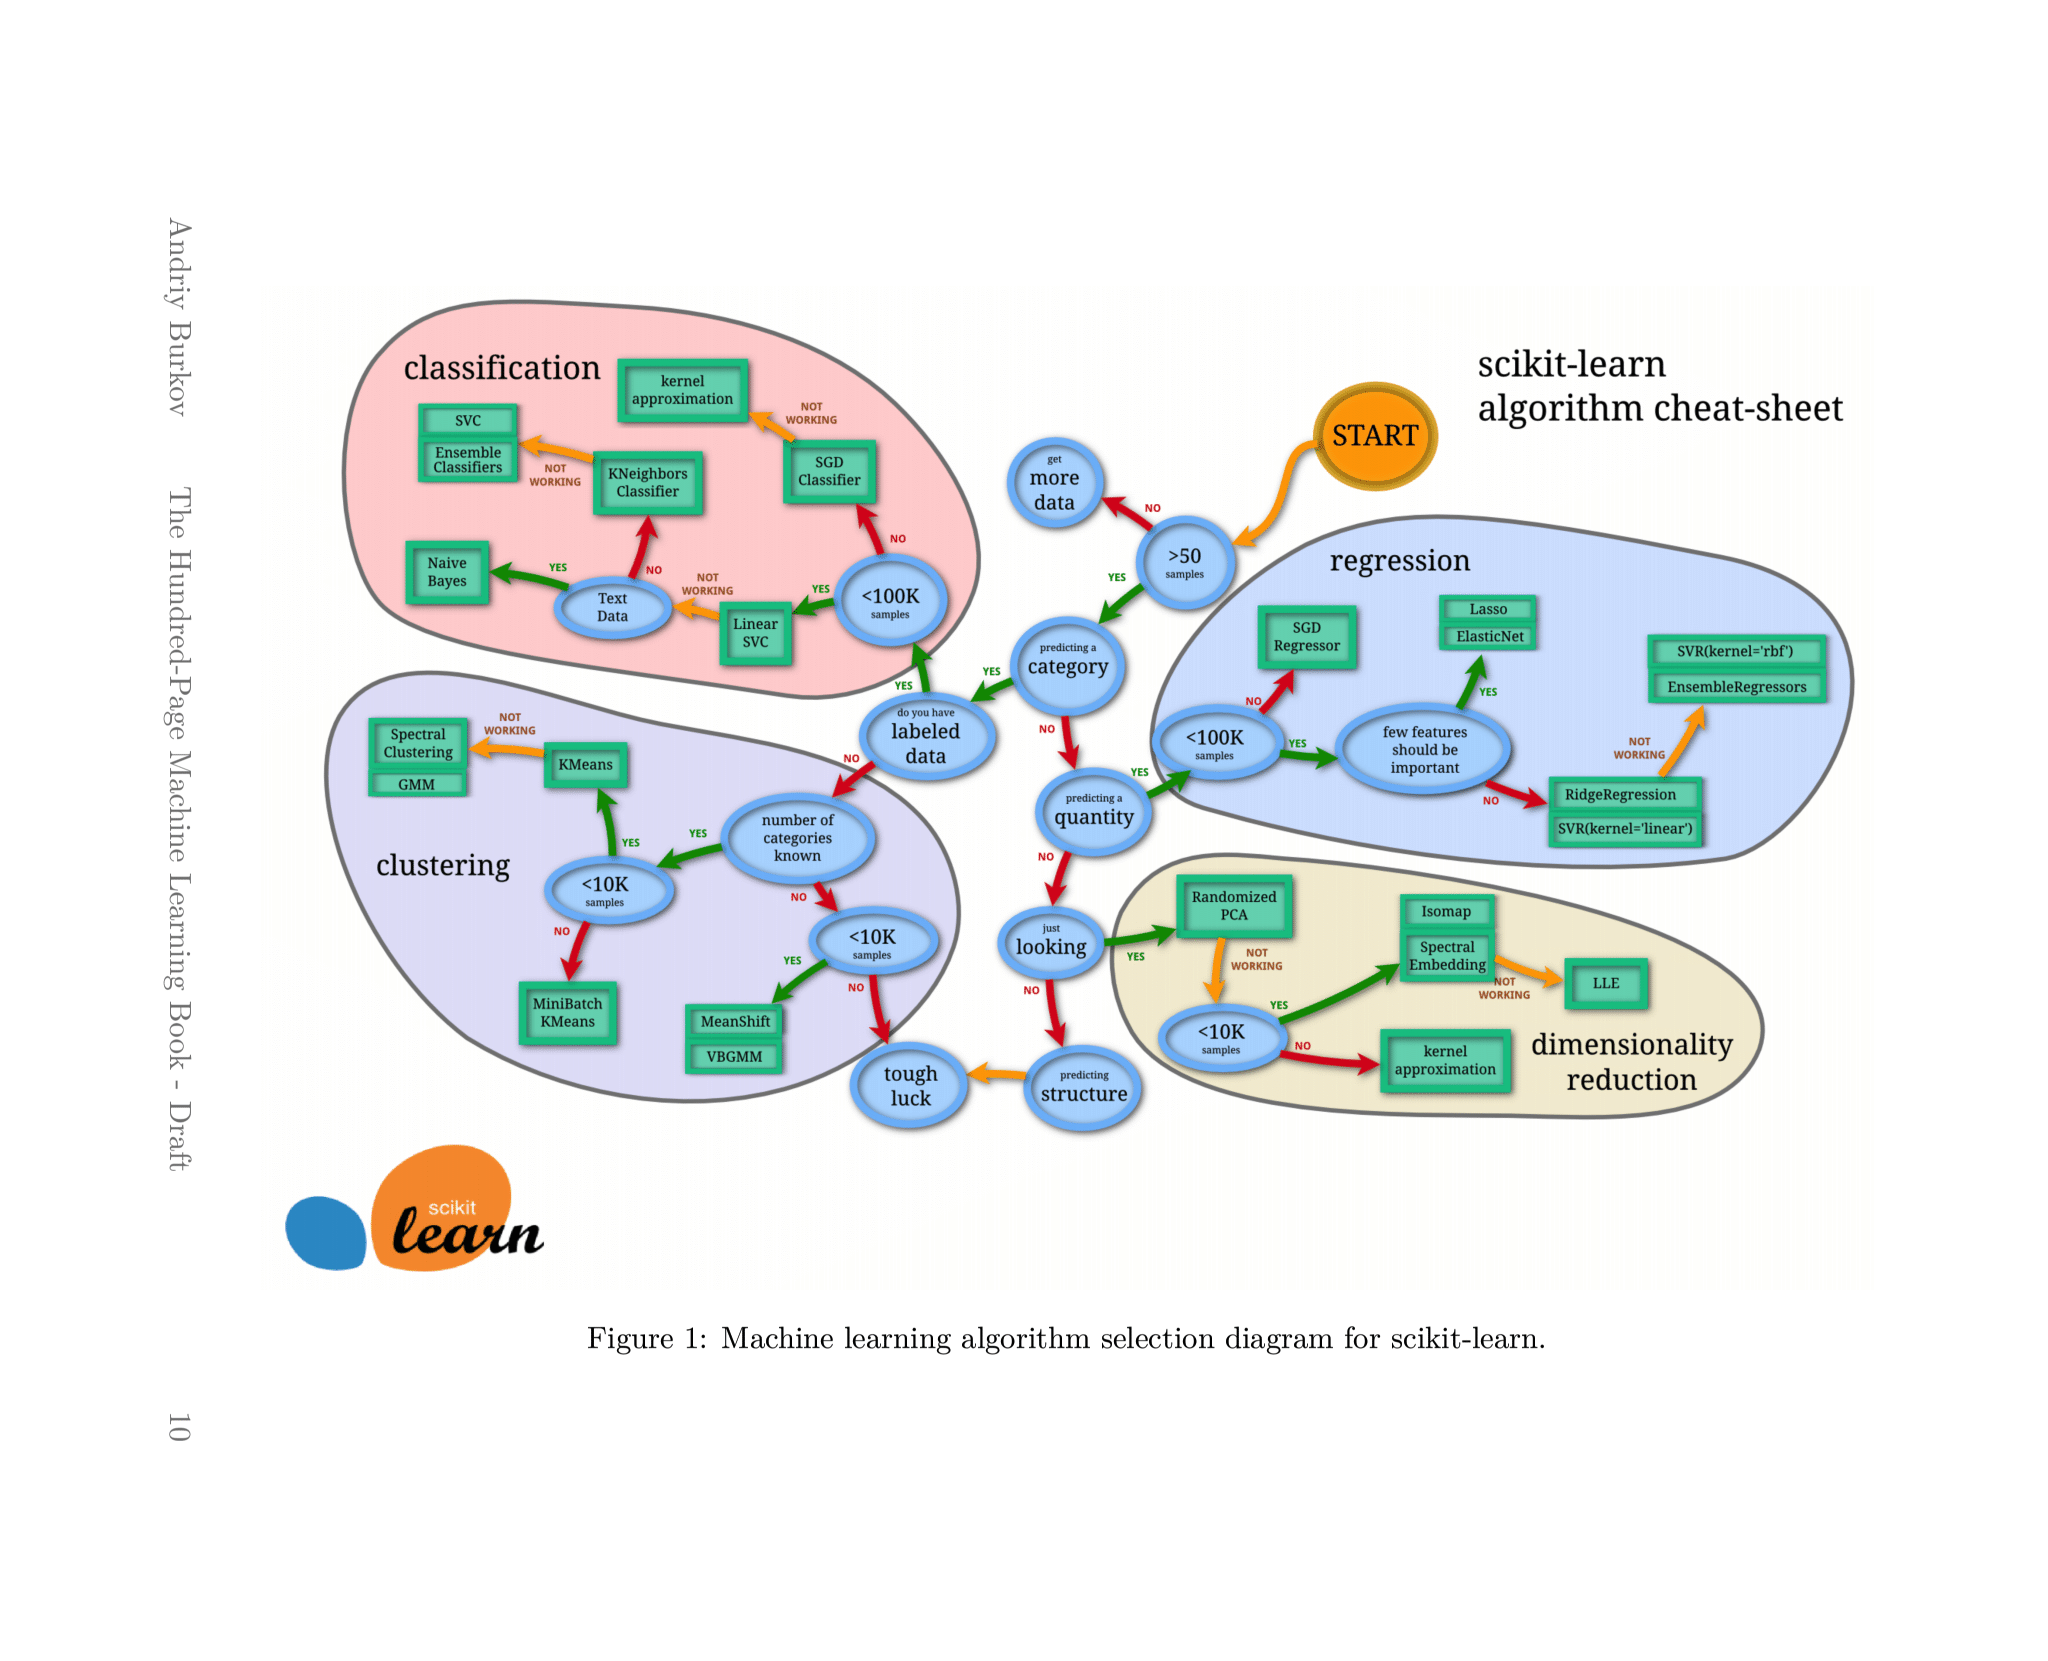 scikit-learn
algorithm cheat-sheet
START
>50
samples
NO
get
more
data
YES
predicting a
category
YES
NO
do you have
labeled
data
YES
NO
classification
<100K
samples
NO
SGD
Classifier
NOT
WORKING
kernel
approximation
YES
Linear
SVC
NOT
WORKING
Text
Data
YES
Naive
Bayes
NO
KNeighbors
Classifier
NOT
WORKING
SVC
Ensemble
Classifiers
clustering
number of
categories
known
YES
<10K
samples
YES
KMeans
NOT
WORKING
Spectral
Clustering
GMM
NO
MiniBatch
KMeans
NO
<10K
samples
YES
MeanShift
VBGMM
NO
tough
luck
predicting a
quantity
YES
NO
regression
<100K
samples
NO
SGD
Regressor
YES
few features
should be
important
YES
Lasso
ElasticNet
NO
RidgeRegression
SVR(kernel='linear')
NOT
WORKING
SVR(kernel='rbf')
EnsembleRegressors
just
looking
YES
NO
predicting
structure
Randomized
PCA
NOT
WORKING
<10K
samples
YES
Isomap
Spectral
Embedding
NOT
WORKING
LLE
NO
kernel
approximation
dimensionality
reduction
scikit
learn
Figure 1: Machine learning algorithm selection diagram for scikit-learn.
Andriy Burkov The Hundred-Page Machine Learning Book - Draft 10